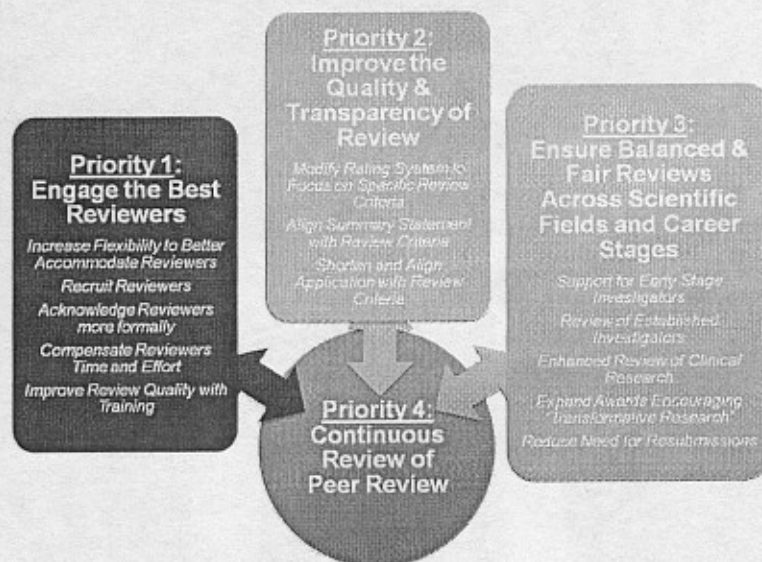 Priority 1:
Engage the Best
Reviewers
Increase Flexibility to Better
Accommodate Reviewers
Recruit Reviewers
Acknowledge Reviewers
more formally
Compensate Reviewers
Time and Effort
Improve Review Quality with
Training
Priority 2:
Improve the
Quality &
Transparency of
Review
Modify Rating System to
Focus on Specific Review
Criteria
Align Summary Statement
with Review Criteria
Shorten and Align
Application with Review
Criteria
Priority 3:
Ensure Balanced &
Fair Reviews
Across Scientific
Fields and Career
Stages
Support for Early Stage
Investigators
Review of Established
Investigators
Enhanced Review of Clinical
Research
Expand Awards Encouraging
Transformative Research*
Reduce Need for Resubmissions
Priority 4:
Continuous
Review of
Peer Review